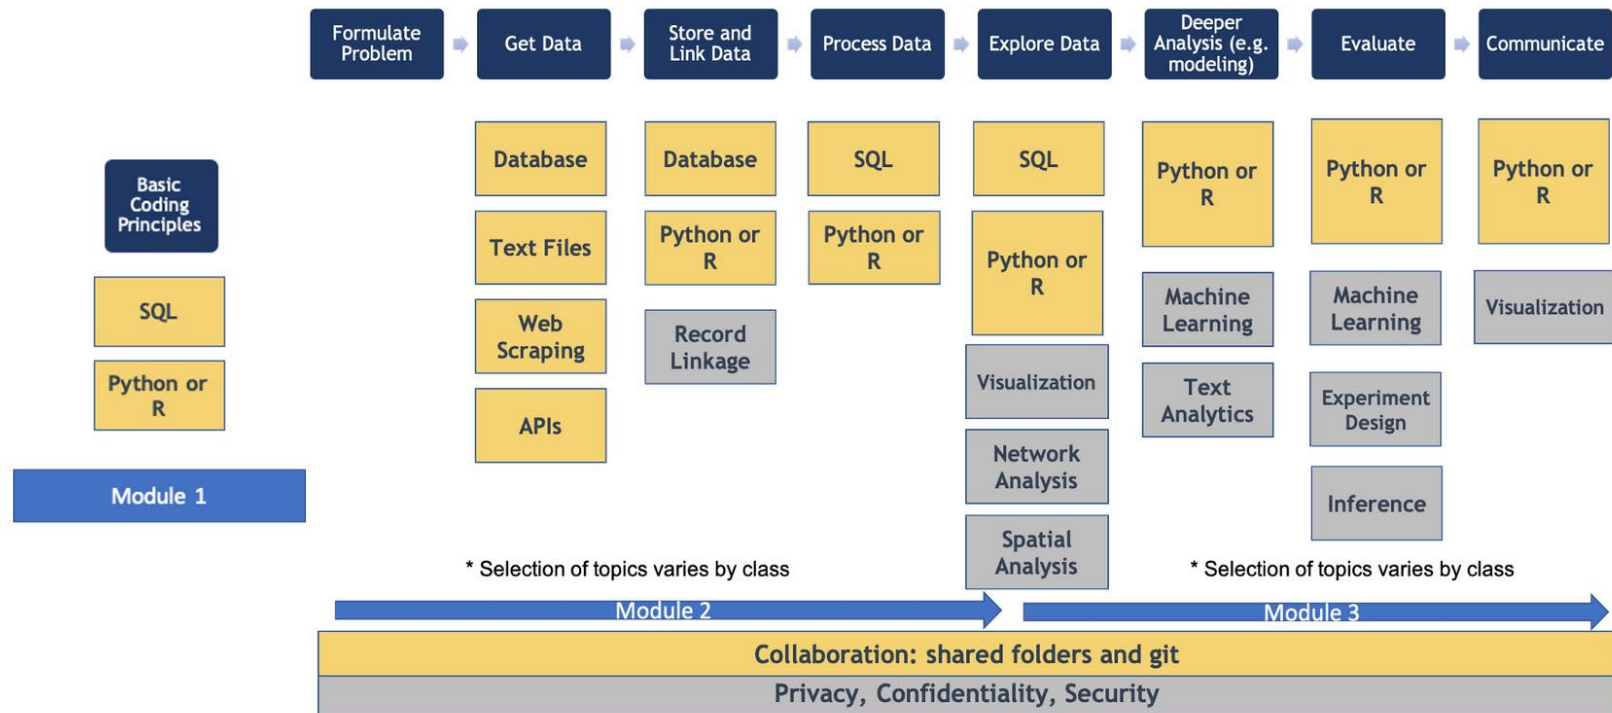 Formulate
Problem
Get Data
Store and
Link Data
Process Data
Explore Data
Deeper
Analysis (e.g.
modeling)
Evaluate
Communicate
Basic
Coding
Principles
SQL
Python or
R
Module 1
Database
Text Files
Web
Scraping
APIs
Database
Python or
R
Record
Linkage
SQL
Python or
R
SQL
Python or
R
Visualization
Network
Analysis
Spatial
Analysis
Python or
R
Machine
Learning
Text
Analytics
Python or
R
Machine
Learning
Experiment
Design
Inference
Python or
R
Visualization
* Selection of topics varies by class
* Selection of topics varies by class
Module 2
Module 3
Collaboration: shared folders and git
Privacy, Confidentiality, Security